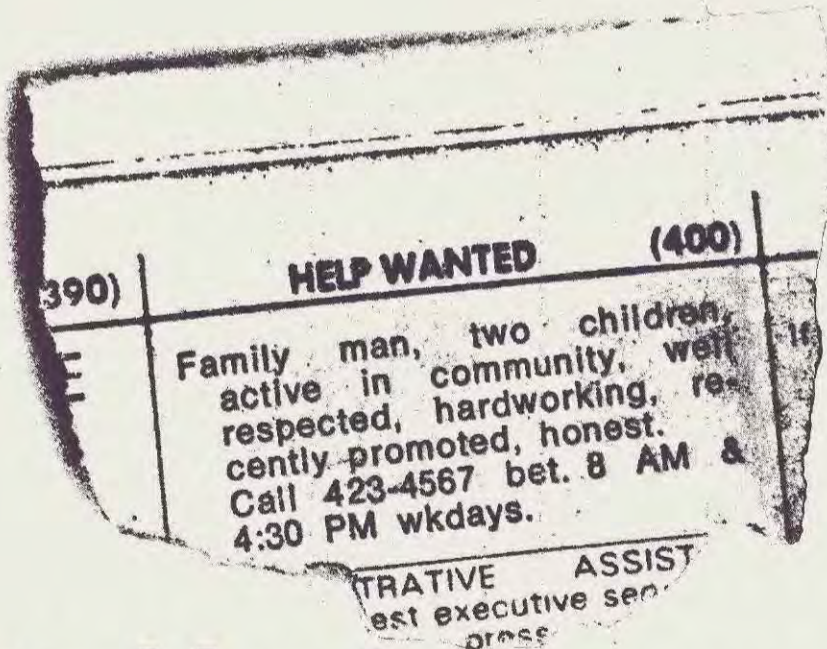 390) HELP WANTED (400)
Family man, two children,
active in community, well
respected, hardworking, re-
cently promoted, honest.
Call 423-4567 bet. 8 AM &
4:30 PM wkdays.
TRATIVE ASSIST
est executive sec
press